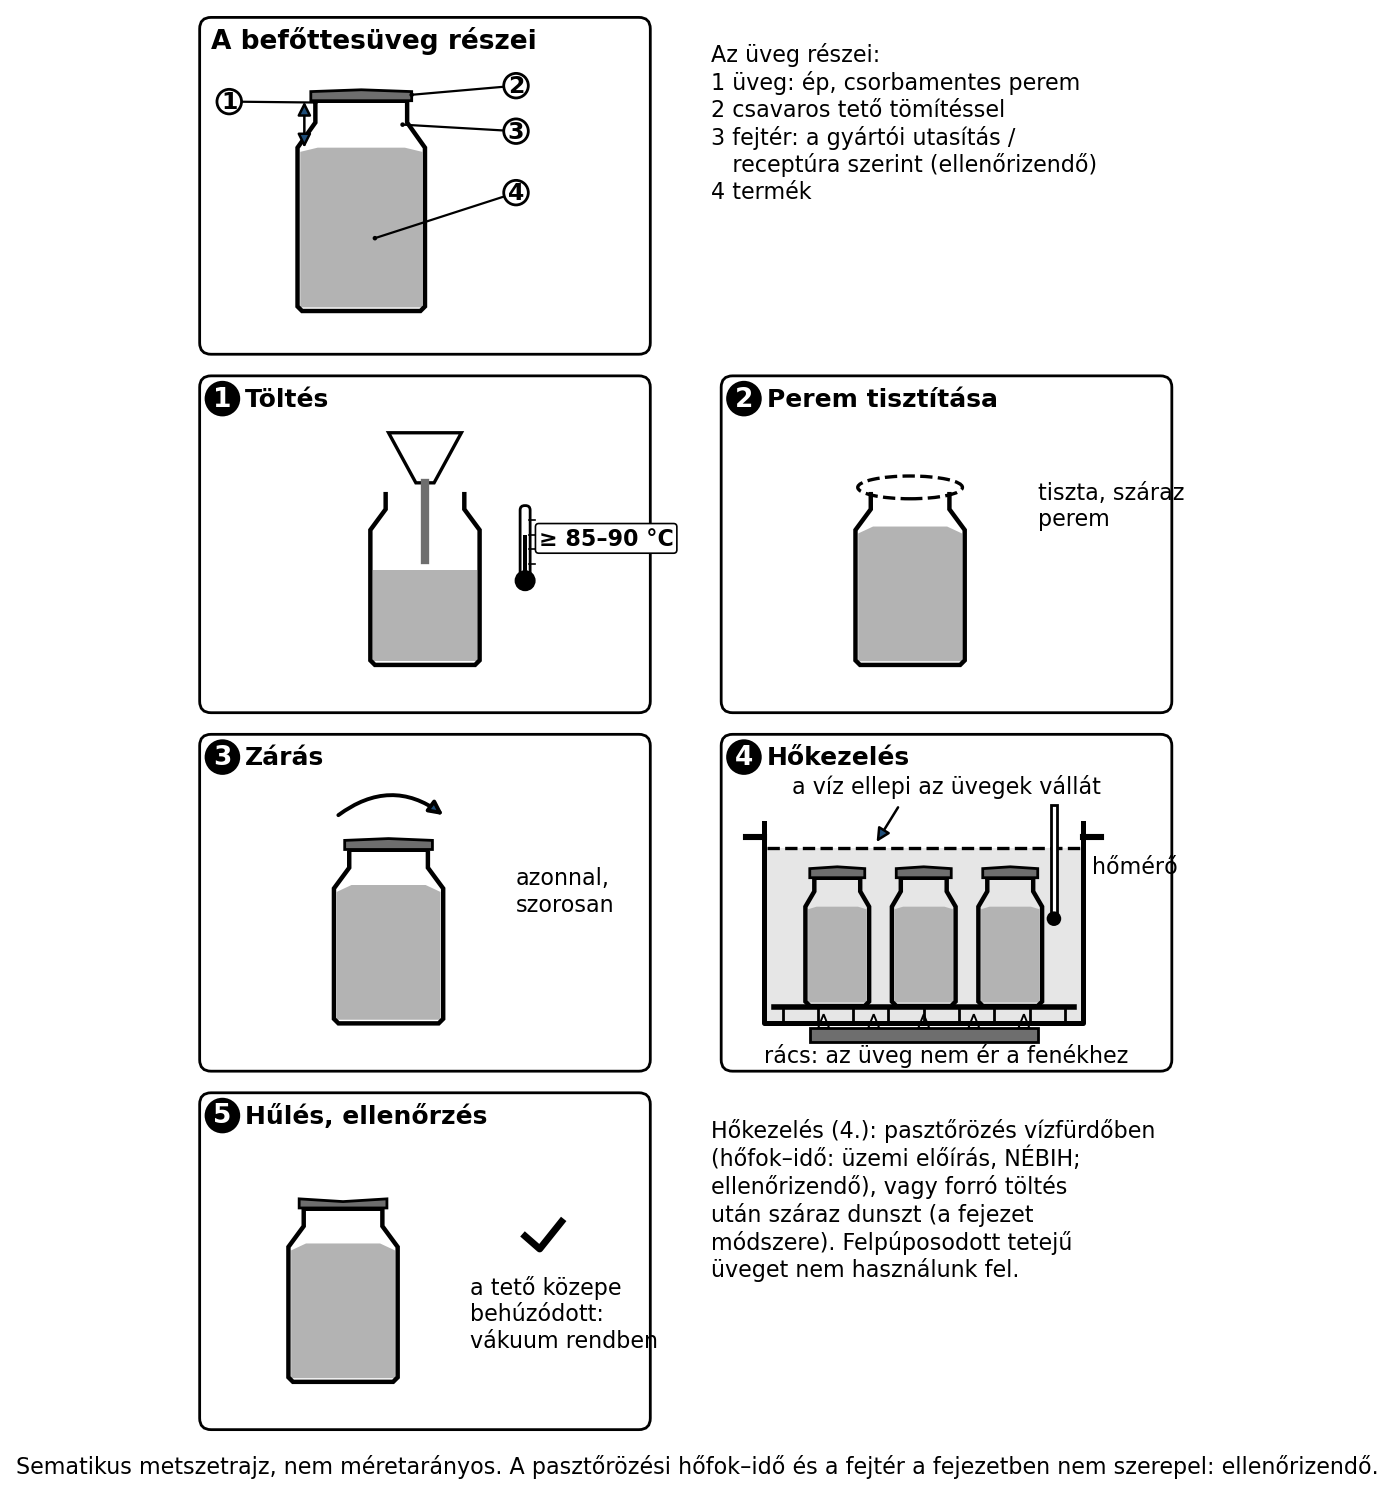 A befőttesüveg részei
1
2
3
4
Az üveg részei:
1 üveg: ép, csorbamentes perem
2 csavaros tető tömítéssel
3 fejtér: a gyártói utasítás /
receptúra szerint (ellenőrizendő)
4 termék
1 Töltés
≥ 85–90 °C
2 Perem tisztítása
tiszta, száraz
perem
3 Zárás
azonnal,
szorosan
4 Hőkezelés
a víz ellepi az üvegek vállát
hőmérő
rács: az üveg nem ér a fenékhez
5 Hűlés, ellenőrzés
a tető közepe
behúzódott:
vákuum rendben
Hőkezelés (4.): pasztőrözés vízfürdőben
(hőfok–idő: üzemi előírás, NÉBIH;
ellenőrizendő), vagy forró töltés
után száraz dunszt (a fejezet
módszere). Felpúposodott tetejű
üveget nem használunk fel.
Sematikus metszetrajz, nem méretarányos. A pasztőrözési hőfok–idő és a fejtér a fejezetben nem szerepel: ellenőrizendő.